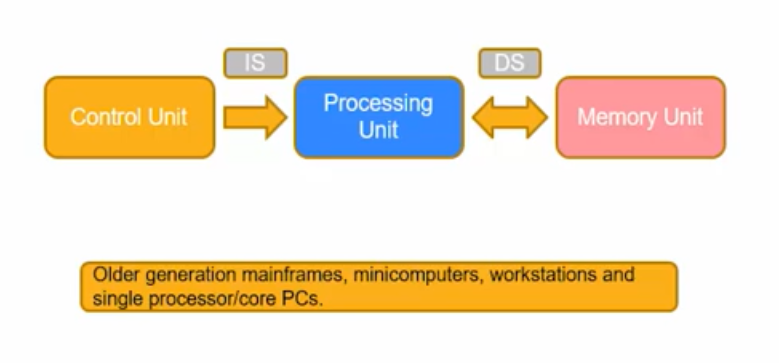 IS
DS
Control Unit
Processing
Unit
Memory Unit
Older generation mainframes, minicomputers, workstations and
single processor/core PCs.